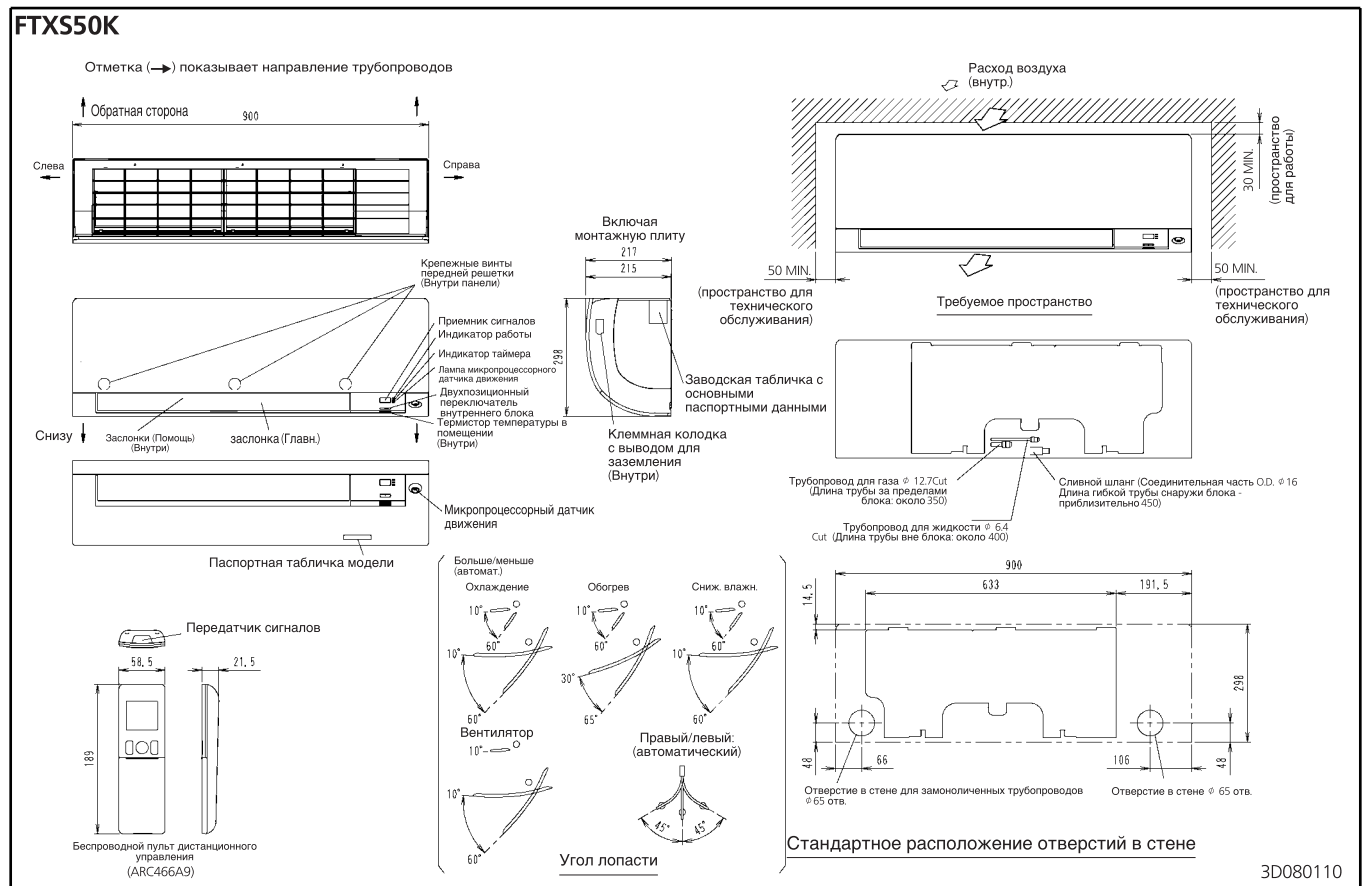 FTXS50K
Отметка (→) показывает направление трубопроводов
Обратная сторона
900
Слева
Справа
Крепежные винты
передней решетки
(Внутри панели)
Приемник сигналов
Индикатор работы
Индикатор таймера
Лампа микропроцессорного
датчика движения
Двухпозиционный
переключатель
внутреннего блока
Термистор температуры в
помещении
(Внутри)
Снизу
Заслонки (Помощь)
(Внутри)
заслонка (Главн.)
Микропроцессорный датчик
движения
Паспортная табличка модели
Включая
монтажную плиту
217
215
298
Заводская табличка с
основными
паспортными данными
Клеммная колодка
с выводом для
заземления
(Внутри)
Расход воздуха
(внутр.)
30 MIN.
(пространство
для работы)
50 MIN.
(пространство для
технического
обслуживания)
50 MIN.
(пространство для
технического
обслуживания)
Требуемое пространство
Трубопровод для газа φ 12.7Cut
(Длина трубы за пределами
блока: около 350)
Сливной шланг (Соединительная часть O.D. φ 16
Длина гибкой трубы снаружи блока -
приблизительно 450)
Трубопровод для жидкости φ 6.4
Cut (Длина трубы вне блока: около 400)
Передатчик сигналов
58,5
21,5
189
Беспроводной пульт дистанционного
управления
(ARC466A9)
Больше/меньше
(автомат.)
Охлаждение
10°
60°
10°
60°
Обогрев
10°
60°
30°
65°
Сниж. влажн.
10°
60°
10°
60°
Вентилятор
10°
10°
60°
Правый/левый:
(автоматический)
45°
45°
Угол лопасти
900
633
191,5
14,5
298
48
66
106
48
Отверстие в стене для замоноличенных трубопроводов
φ 65 отв.
Отверстие в стене φ 65 отв.
Стандартное расположение отверстий в стене
3D080110